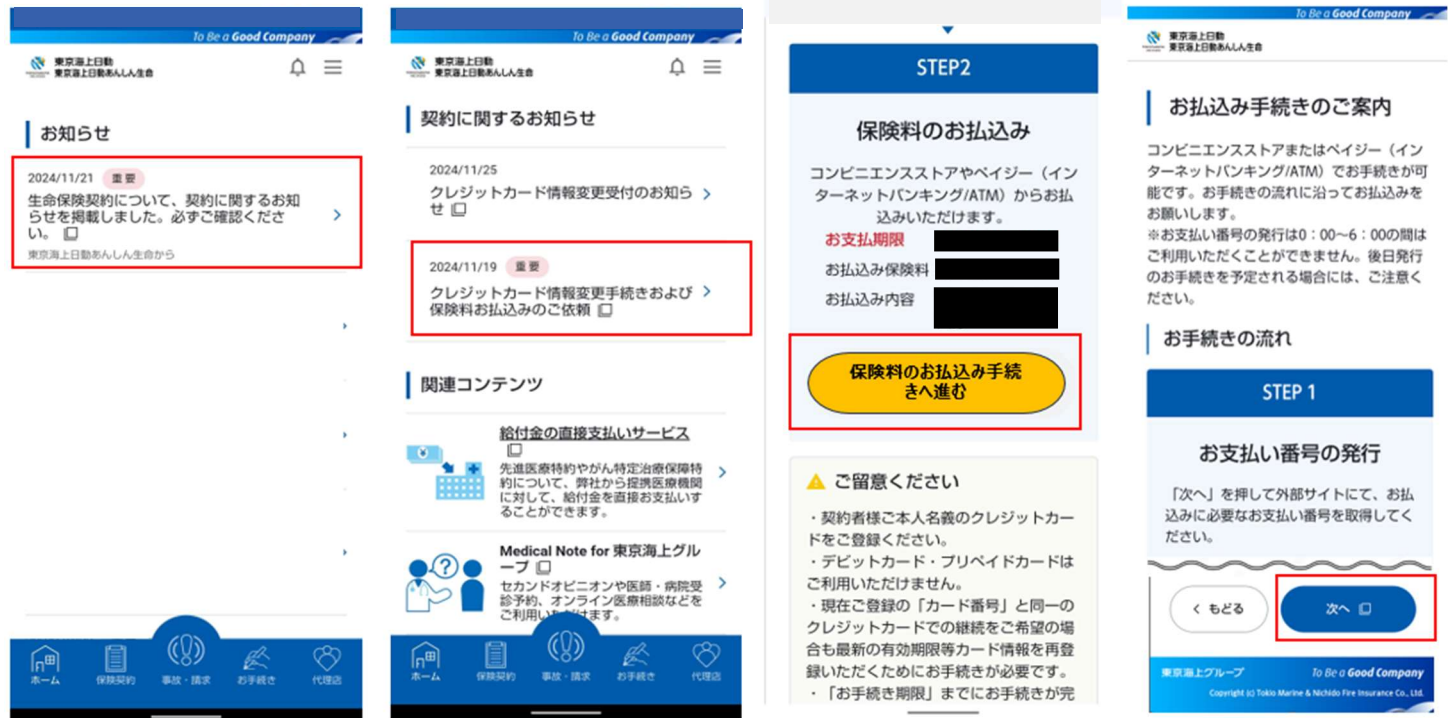 To Be a Good Company
東京海上日動
東京海上日動あんしん生命
お知らせ
2024/11/21 重要
生命保険契約について、契約に関するお知
らせを掲載しました。必ずご確認くださ
い。
東京海上日動あんしん生命から
ホーム 保険契約 事故・請求 お手続き 代理店
To Be a Good Company
東京海上日動
東京海上日動あんしん生命
契約に関するお知らせ
2024/11/25
クレジットカード情報変更受付のお知ら
せ
2024/11/19 重要
クレジットカード情報変更手続きおよび
保険料お払込みのご依頼
関連コンテンツ
給付金の直接支払いサービス
先進医療特約やがん特定治療保障特
約について、弊社から提携医療機関
に対して、給付金を直接お支払いす
ることができます。
Medical Note for 東京海上グル
ープ
セカンドオピニオンや医師・病院受
診予約、オンライン医療相談などを
ご利用い
ます。
ホーム 保険契約 事故・請求 お手続き 代理店
STEP2
保険料のお払込み
コンビニエンスストアやペイジー（イン
ターネットバンキング/ATM）からお払
込みいただけます。
お支払期限
お払込み保険料
お払込み内容
保険料のお払込み手続
きへ進む
ご留意ください
・契約者様ご本人名義のクレジットカー
ドをご登録ください。
・デビットカード・プリペイドカードは
ご利用いただけません。
・現在ご登録の「カード番号」と同一の
クレジットカードでの継続をご希望の場
合も最新の有効期限等カード情報を再登
録いただくためにお手続きが必要です。
・「お手続き期限」までにお手続きが完
To Be a Good Company
東京海上日動
東京海上日動あんしん生命
お払込み手続きのご案内
コンビニエンスストアまたはペイジー（イン
ターネットバンキング/ATM）でお手続きが可
能です。お手続きの流れに沿ってお払込みを
お願いします。
※お支払い番号の発行は0：00～6：00の間は
ご利用いただくことができません。後日発行
のお手続きを予定される場合には、ご注意く
ださい。
お手続きの流れ
STEP 1
お支払い番号の発行
「次へ」を押して外部サイトにて、お払
込みに必要なお支払い番号を取得してく
ださい。
＜ もどる 次へ
東京海上グループ To Be a Good Company
Copyright (c) Tokio Marine & Nichido Fire Insurance Co., Ltd.